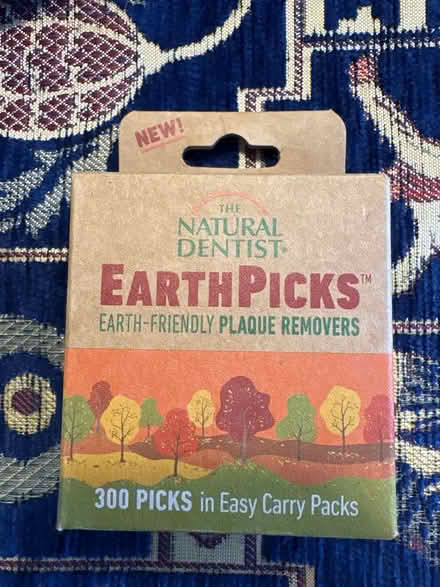 NEW!
THE
NATURAL
DENTIST®
EARTHPICKS™
EARTH-FRIENDLY PLAQUE REMOVERS
300 PICKS in Easy Carry Packs